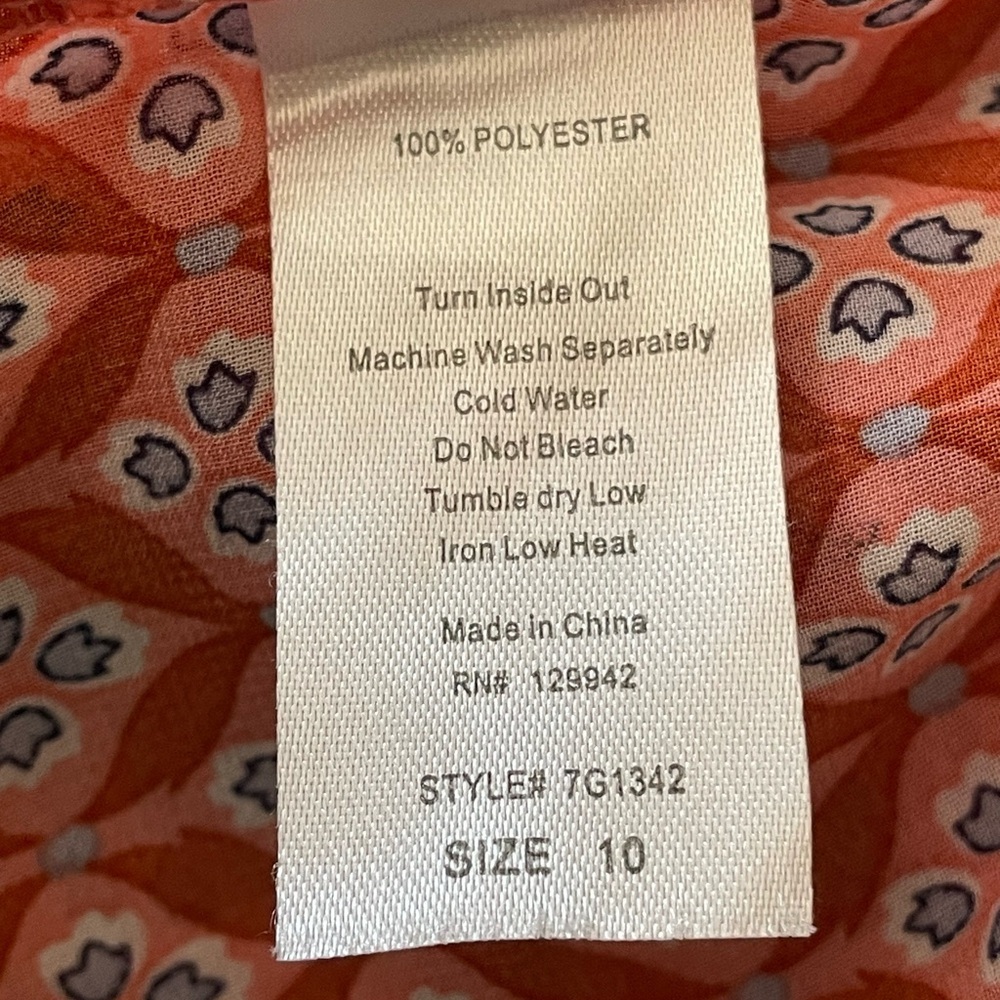 100% POLYESTER
Turn Inside Out
Machine Wash Separately
Cold Water
Do Not Bleach
Tumble dry Low
Iron Low Heat
Made in China
RN# 129942
STYLE# 7G1342
SIZE 10